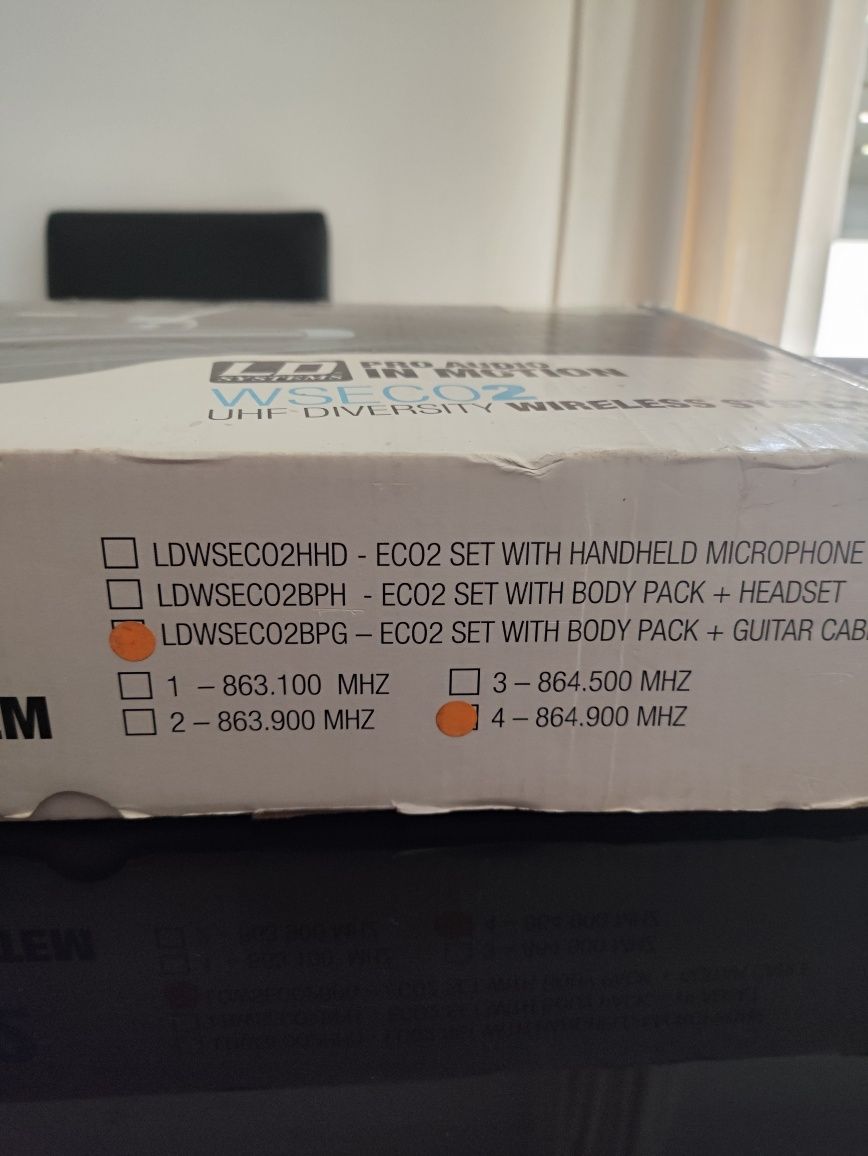 LD SYSTEMS
PRO AUDIO
IN MOTION
WSECO2
UHF-DIVERSITY WIRELESS
LDWSECO2HHD - ECO2 SET WITH HANDHELD MICROPHONE
LDWSECO2BPH - ECO2 SET WITH BODY PACK + HEADSET
LDWSECO2BPG – ECO2 SET WITH BODY PACK + GUITAR CAB
1 – 863.100 MHZ
3 – 864.500 MHZ
2 – 863.900 MHZ
4 – 864.900 MHZ
EM